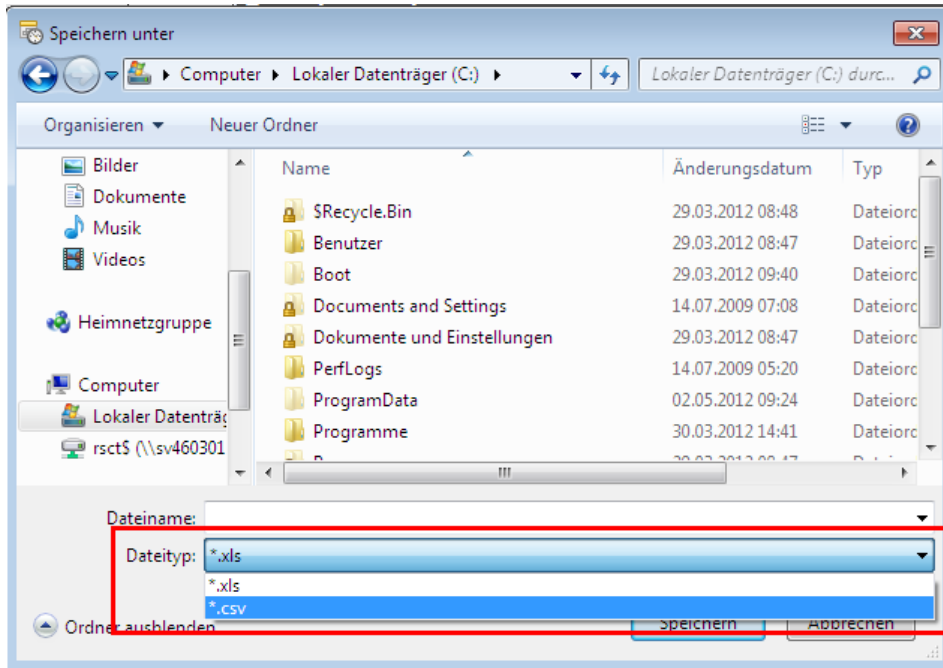 Speichern unter
Computer Lokaler Datenträger (C:) Lokaler Datenträger (C:) durc...
Organisieren Neuer Ordner
Bilder
Dokumente
Musik
Videos
Heimnetzgruppe
Computer
Lokaler Datenträg
rsct$ (\\sv460301
Name Änderungsdatum Typ
$Recycle.Bin 29.03.2012 08:48 Dateiord
Benutzer 29.03.2012 08:47 Dateiord
Boot 29.03.2012 09:40 Dateiord
Documents and Settings 14.07.2009 07:08 Dateiord
Dokumente und Einstellungen 29.03.2012 08:47 Dateiord
PerfLogs 14.07.2009 05:20 Dateiord
ProgramData 02.05.2012 09:24 Dateiord
Programme 30.03.2012 14:41 Dateiord
Dateiname:
Dateityp: *.xls
*.xls
*.csv
Ordner ausblenden Speichern Abbrechen